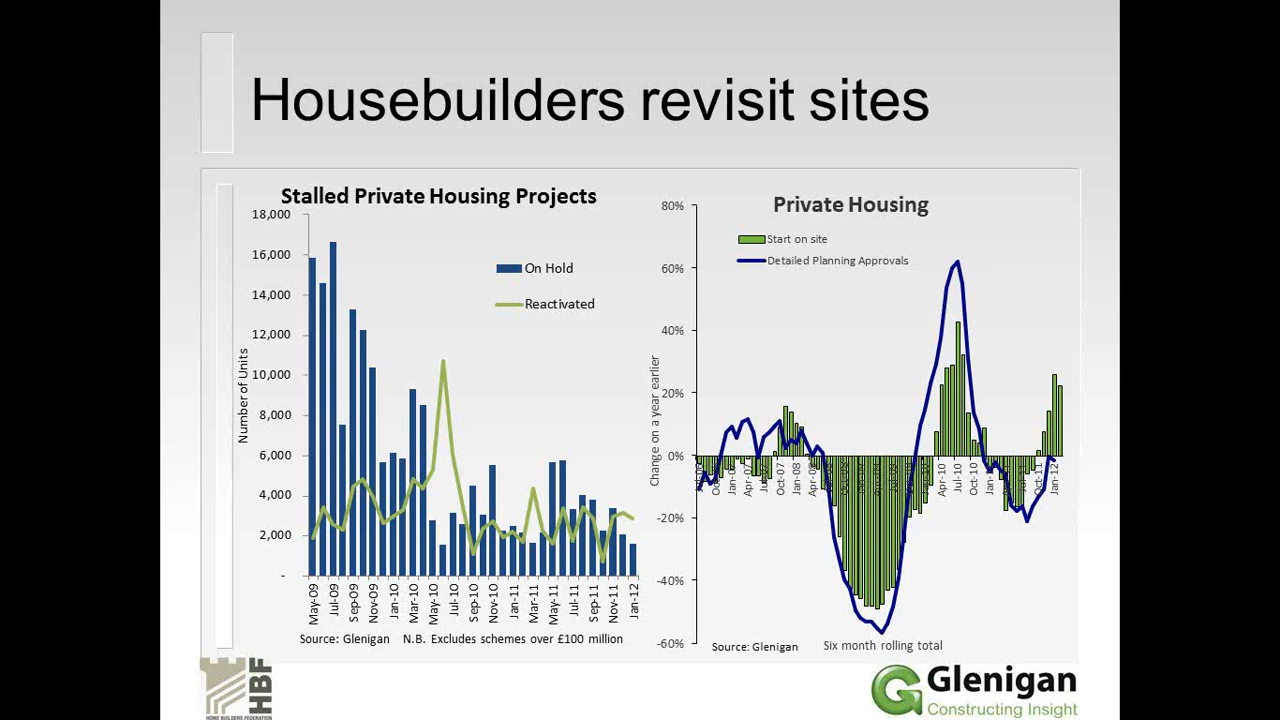 Housebuilders revisit sites
Stalled Private Housing Projects
18,000
16,000
14,000
12,000
10,000
8,000
6,000
4,000
2,000
-
Number of Units
On Hold
Reactivated
May-09
Jul-09
Sep-09
Nov-09
Jan-10
Mar-10
May-10
Jul-10
Sep-10
Nov-10
Jan-11
Mar-11
May-11
Jul-11
Sep-11
Nov-11
Jan-12
Source: Glenigan N.B. Excludes schemes over £100 million
Private Housing
80%
60%
40%
20%
0%
-20%
-40%
-60%
Change on a year earlier
Start on site
Detailed Planning Approvals
Apr-07
Oct-07
Jan-08
Apr-10
Jul-10
Oct-10
Oct-11
Jan-12
Source: Glenigan
Six month rolling total
HBF
HOME BUILDERS FEDERATION
Glenigan
Constructing Insight